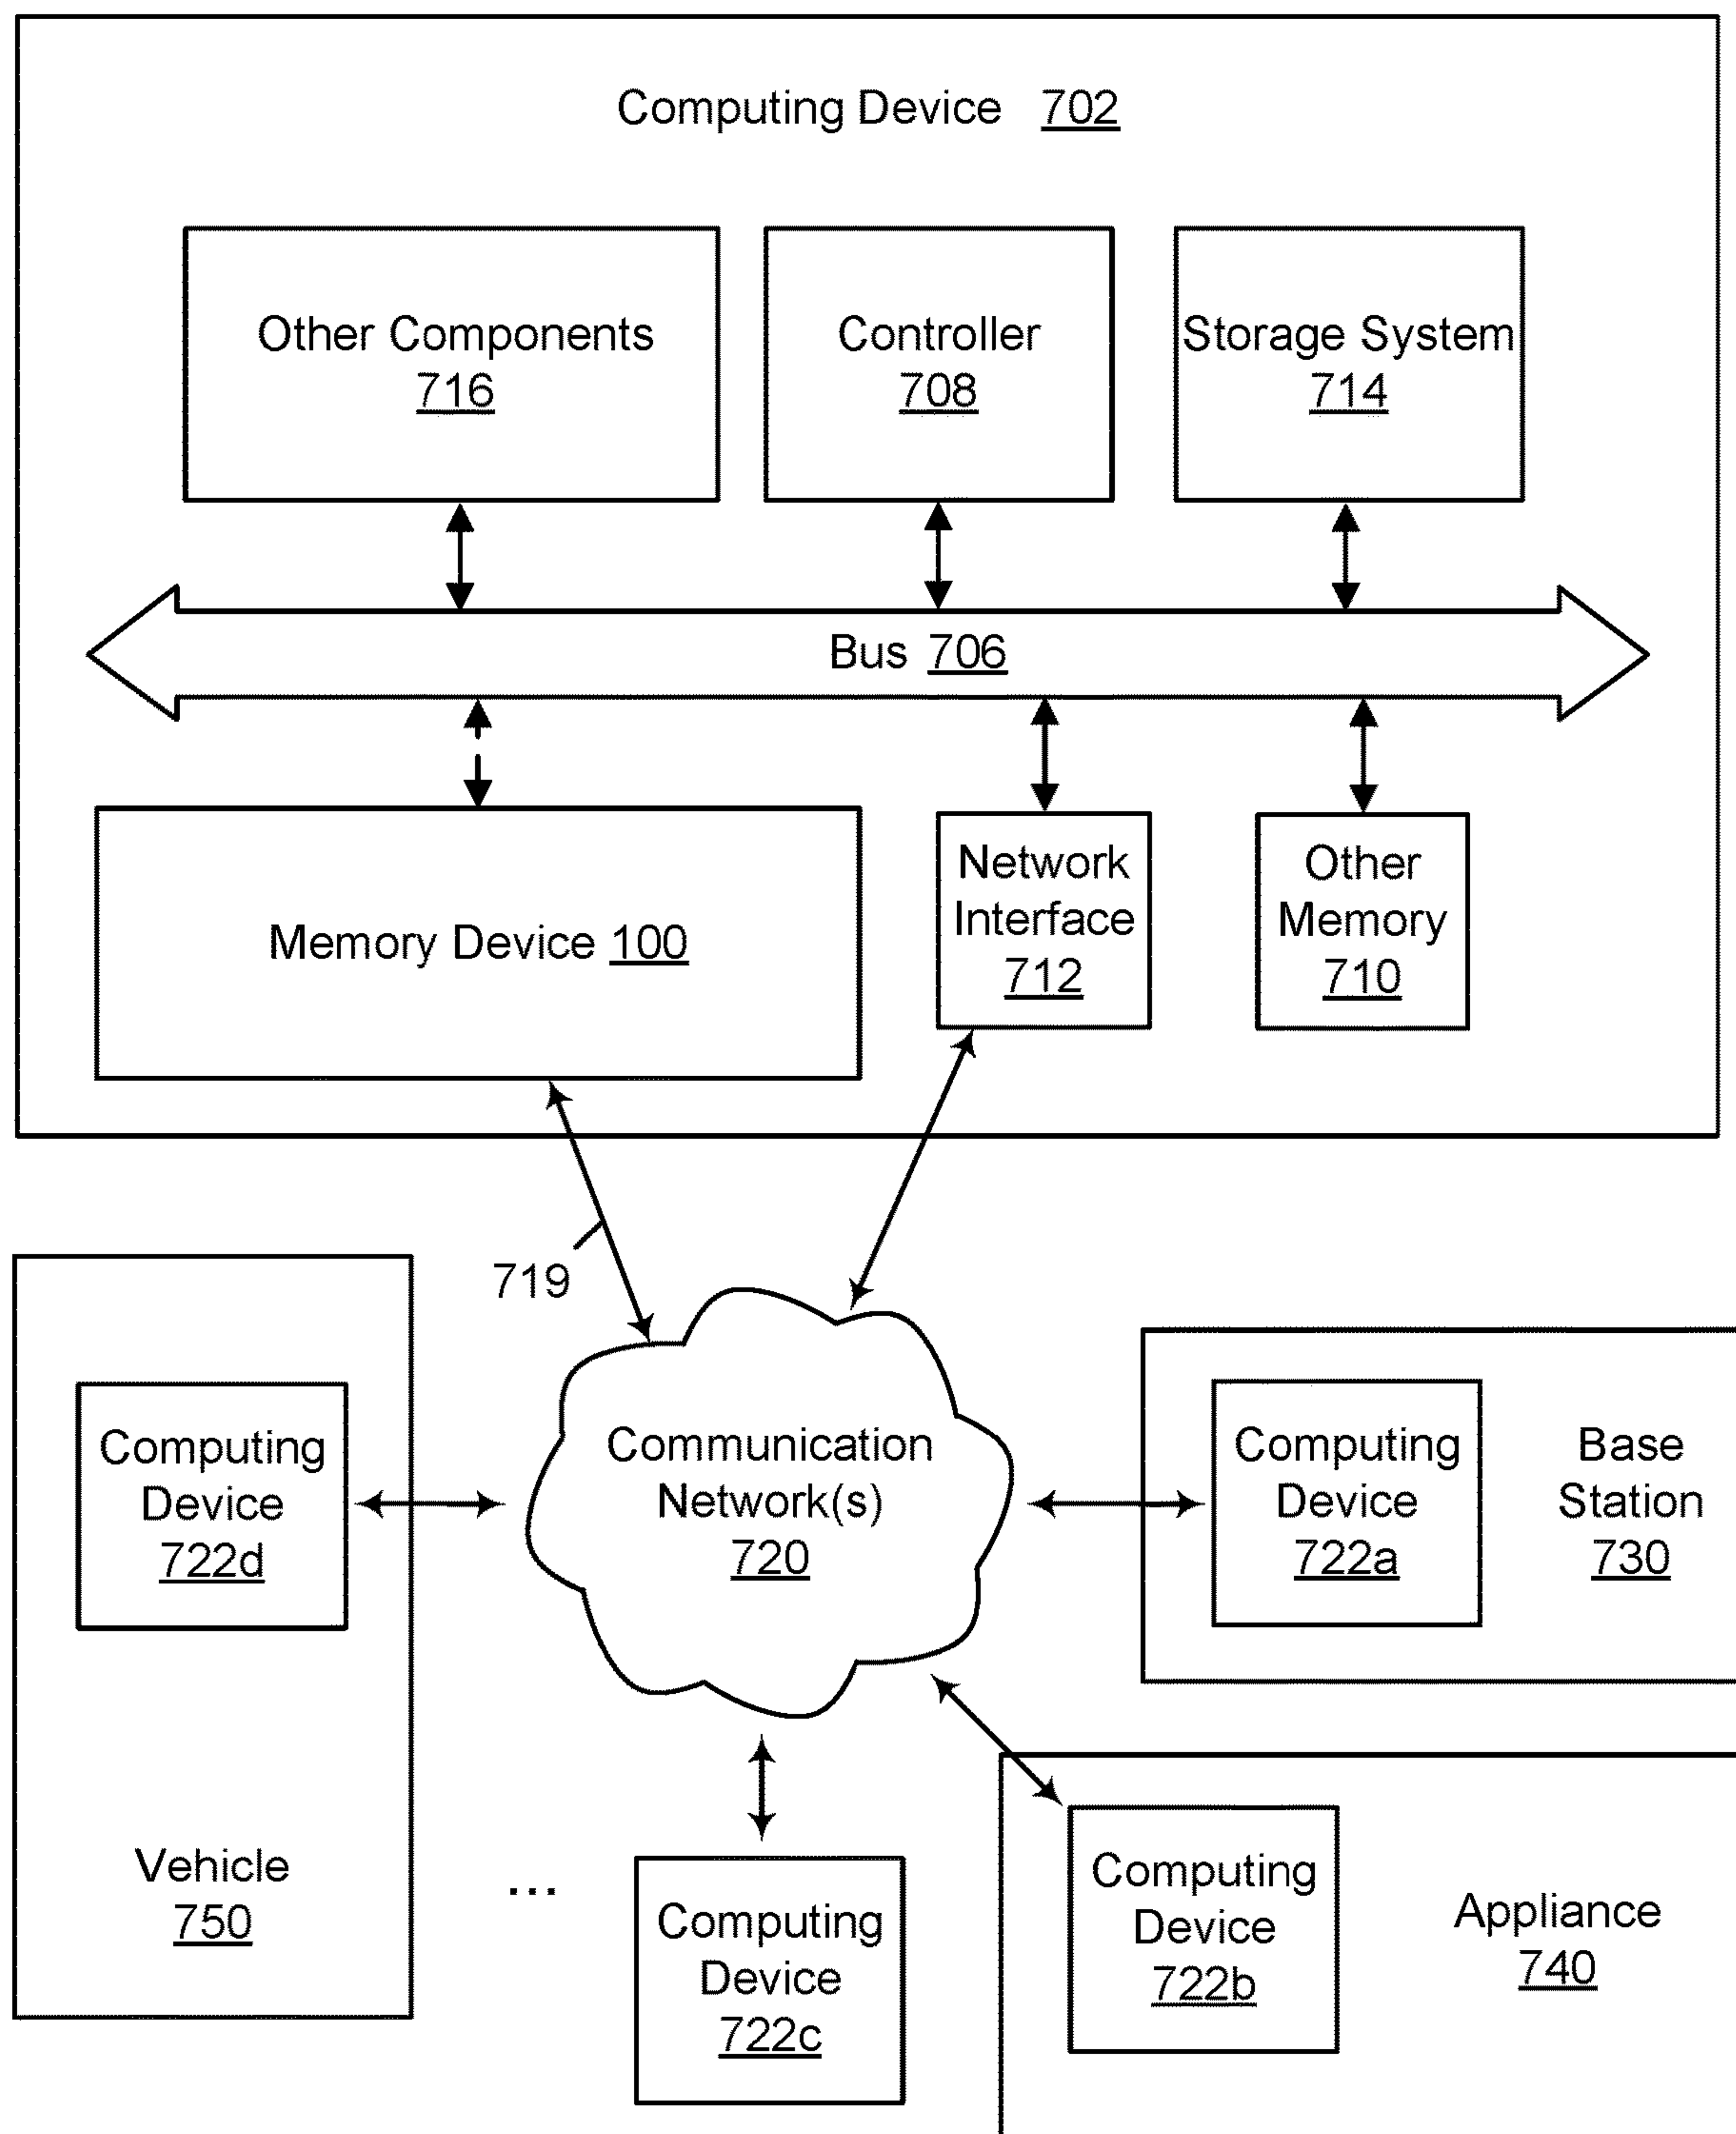 Computing Device 702
Other Components
716
Controller
708
Storage System
714
Bus 706
Memory Device 100
Network
Interface
712
Other
Memory
710
719
Computing
Device
722d
Vehicle
750
Communication
Network(s)
720
Computing
Device
722a
Base
Station
730
...
Computing
Device
722c
Computing
Device
722b
Appliance
740